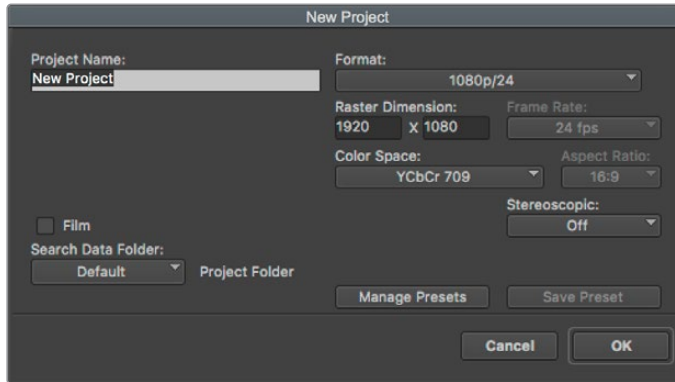 New Project
Project Name:
New Project
Format:
1080p/24
Raster Dimension:
Frame Rate:
1920 X 1080
24 fps
Color Space:
Aspect Ratio:
YCbCr 709
16:9
Stereoscopic:
Film
Off
Search Data Folder:
Default
Project Folder
Manage Presets
Save Preset
Cancel
OK